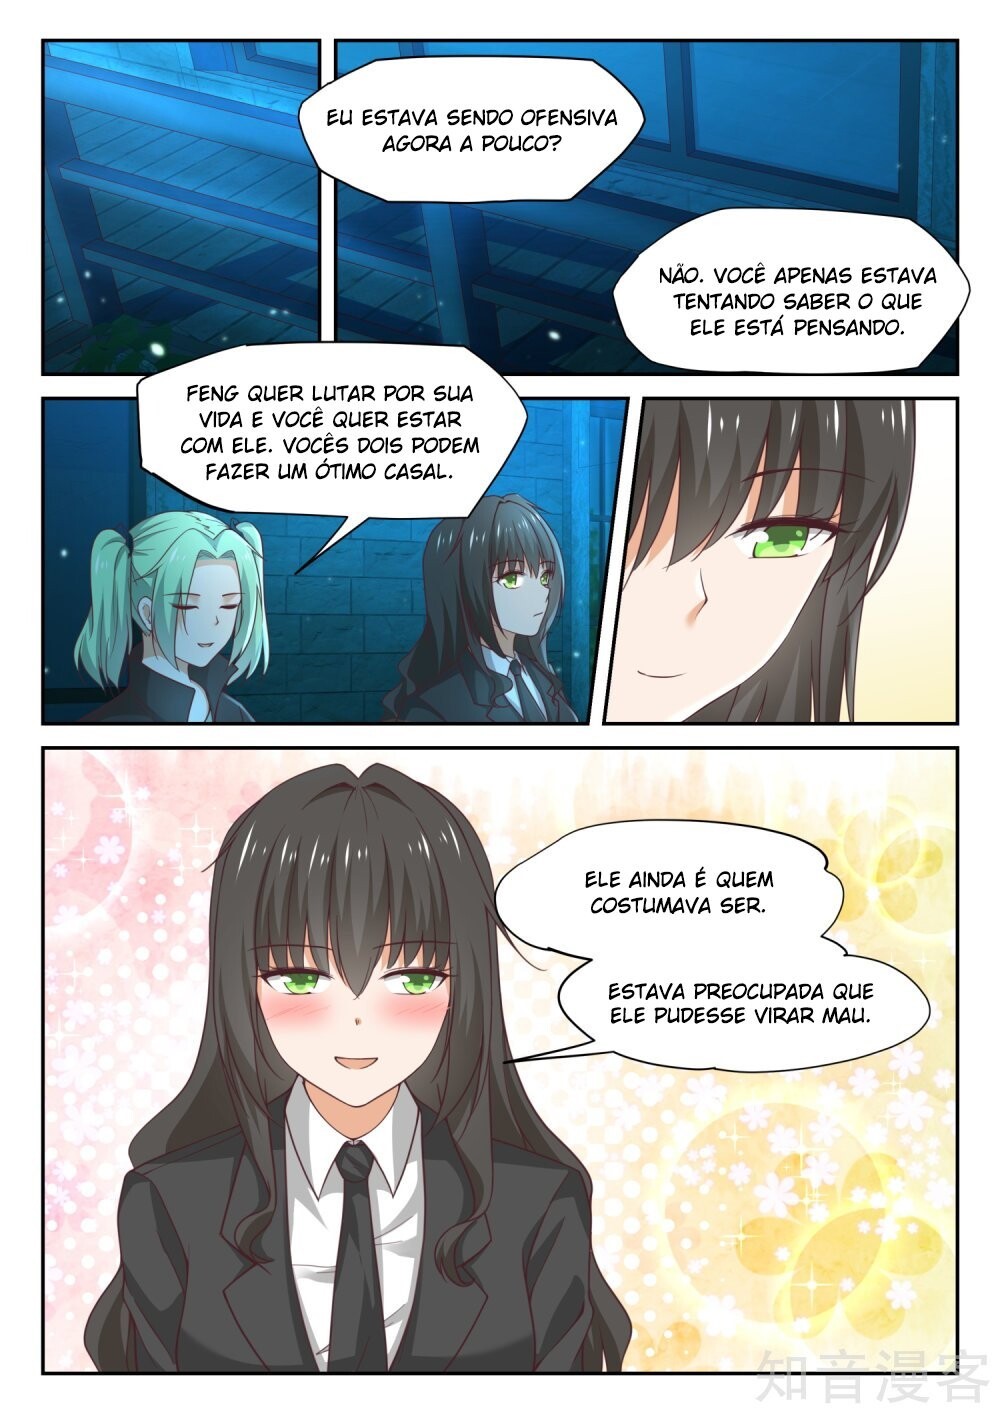 EU ESTAVA SENDO OFENSIVA
AGORA A POUCO?
NÃO. VOCÊ APENAS ESTAVA
TENTANDO SABER O QUE
ELE ESTÁ PENSANDO.
FENG QUER LUTAR POR SUA
VIDA E VOCÊ QUER ESTAR
COM ELE. VOCÊS DOIS PODEM
FAZER UM ÓTIMO CASAL.
ELE AINDA É QUEM
COSTUMAVA SER.
ESTAVA PREOCUPADA QUE
ELE PUDESSE VIRAR MAU.
知音漫客